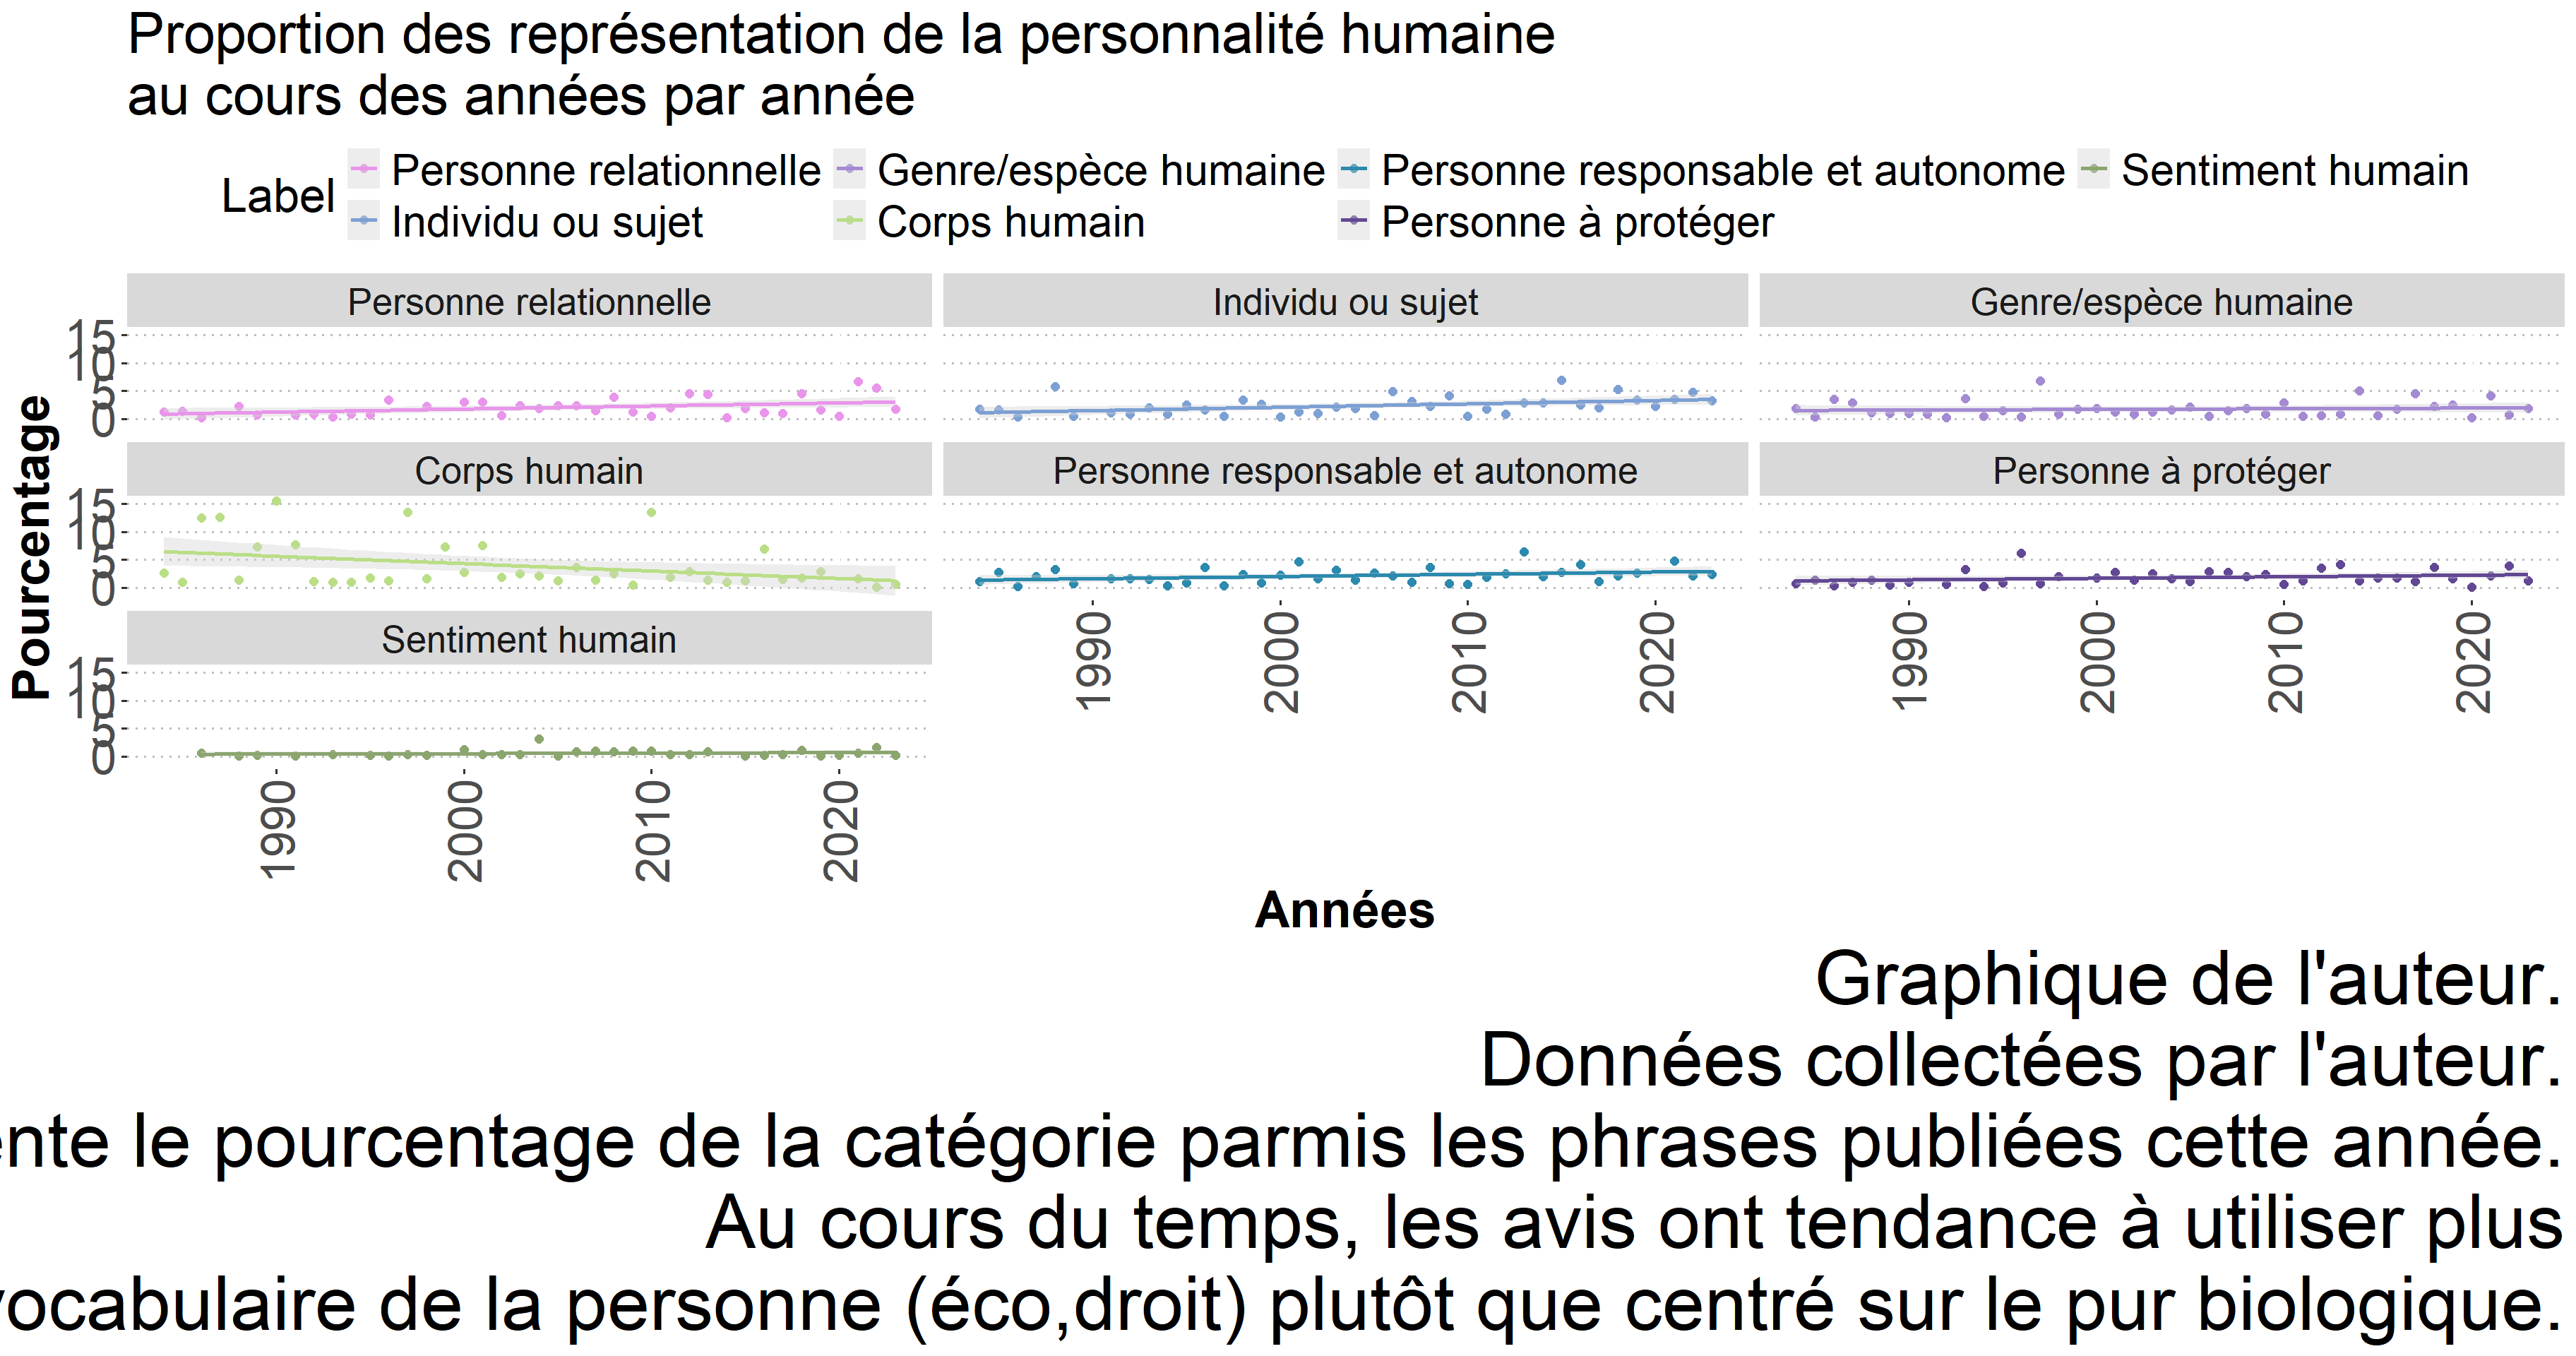 Proportion des représentation de la personnalité humaine
au cours des années par année
Label
Personne relationnelle
Genre/espèce humaine
Personne responsable et autonome
Sentiment humain
Individu ou sujet
Corps humain
Personne à protéger
Personne relationnelle
Individu ou sujet
Genre/espèce humaine
15
10
5
0
Corps humain
Personne responsable et autonome
Personne à protéger
15
10
5
0
1990
2000
2010
2020
1990
2000
2010
2020
Sentiment humain
15
10
5
0
1990
2000
2010
2020
Pourcentage
Années
Graphique de l'auteur.
Données collectées par l'auteur.
le pourcentage de la catégorie parmis les phrases publiées cette année.
Au cours du temps, les avis ont tendance à utiliser plus
vocabulaire de la personne (éco,droit) plutôt que centré sur le pur biologique.